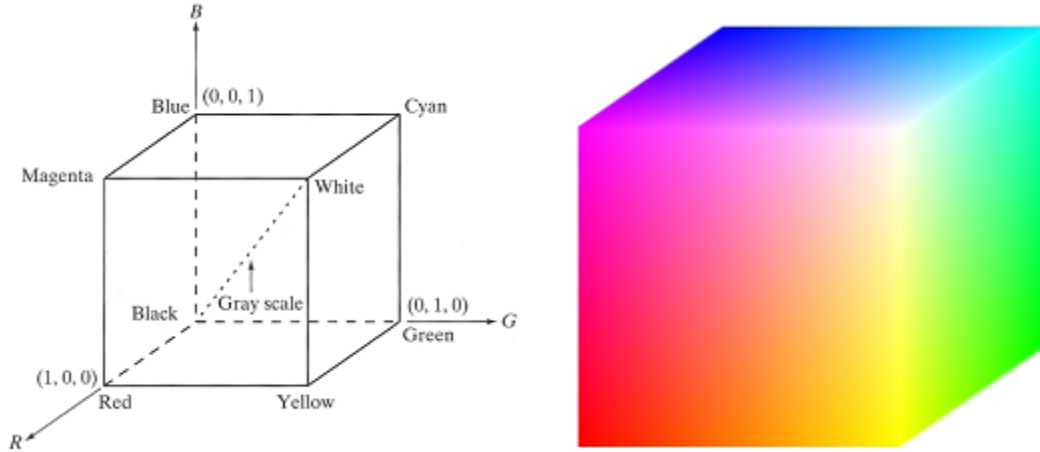 B
Blue
(0, 0, 1)
Cyan
Magenta
White
Gray scale
Black
(0, 1, 0)
G
Green
(1, 0, 0)
Red
Yellow
R